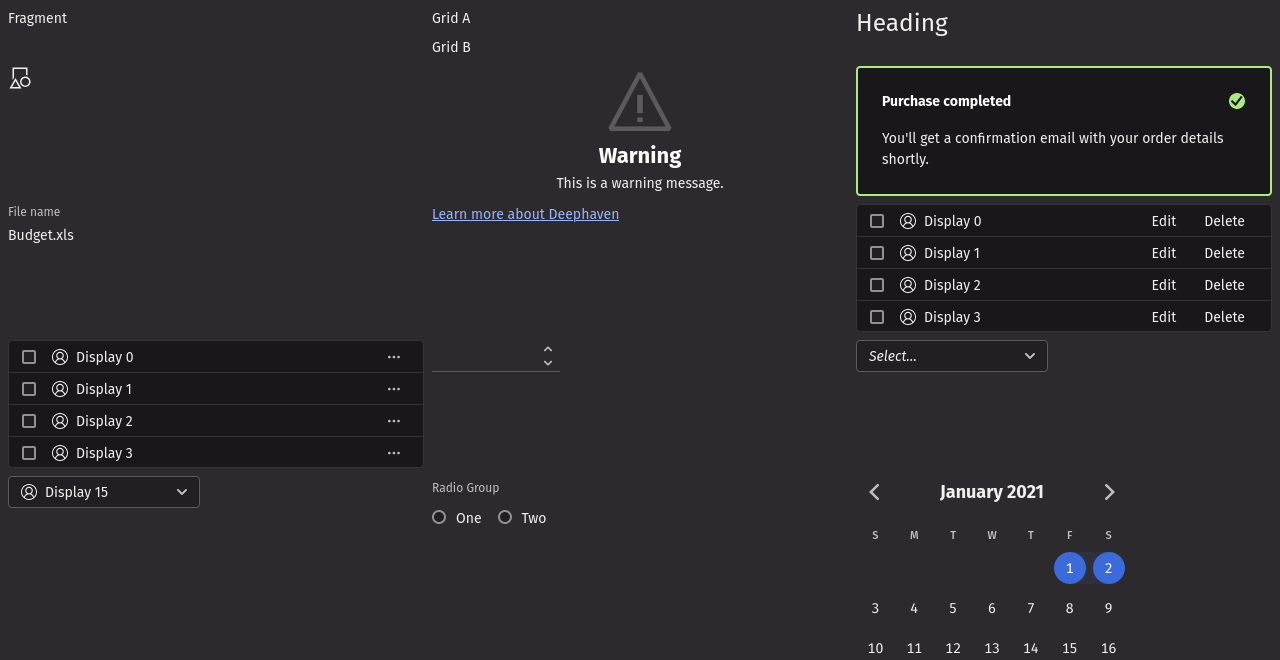 Fragment
Grid A
Grid B
Heading
Warning
This is a warning message.
Learn more about Deephaven
Purchase completed
You'll get a confirmation email with your order details
shortly.
File name
Budget.xls
Display 0 Edit Delete
Display 1 Edit Delete
Display 2 Edit Delete
Display 3 Edit Delete
Display 0
Display 1
Display 2
Display 3
Select...
Display 15
Radio Group
One Two
January 2021
S M T W T F S
1 2
3 4 5 6 7 8 9
10 11 12 13 14 15 16